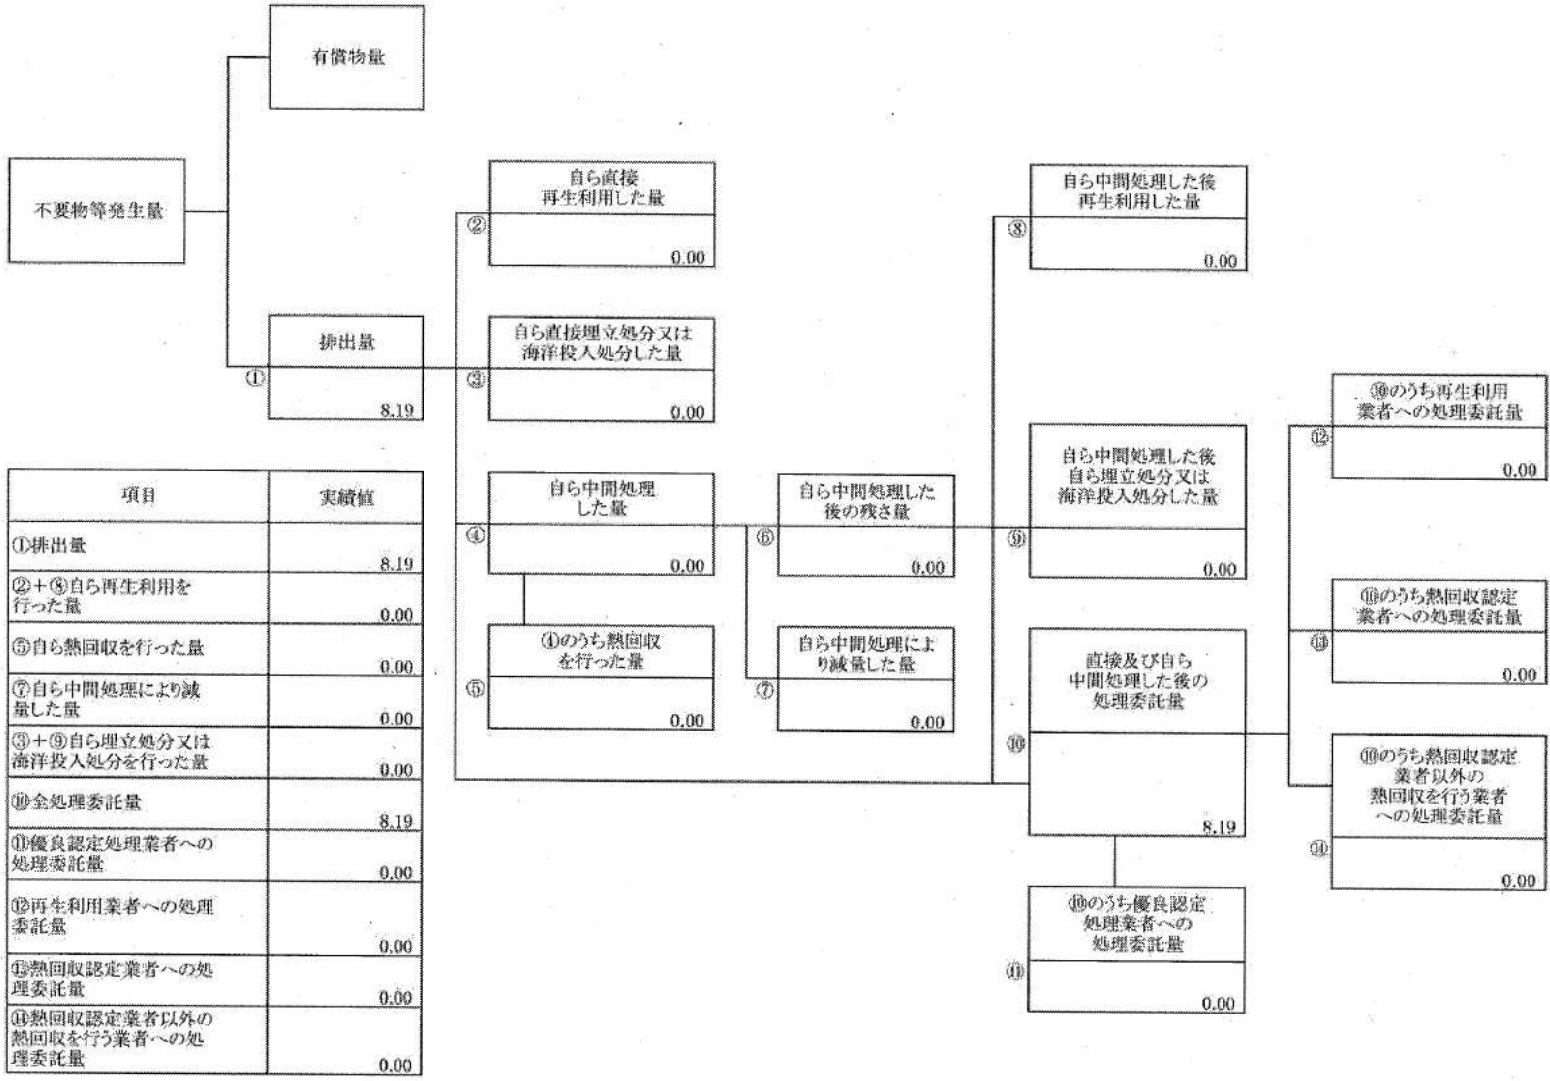 有償物量
不要物等発生量
排出量
①
8.19
自ら直接
再生利用した量
②
0.00
自ら直接埋立処分又は
海洋投入処分した量
③
0.00
自ら中間処理
した量
④
0.00
④のうち熱回収
を行った量
⑤
0.00
自ら中間処理した
後の残さ量
⑥
0.00
自ら中間処理によ
り減量した量
⑦
0.00
自ら中間処理した後
再生利用した量
⑧
0.00
自ら中間処理した後
自ら埋立処分又は
海洋投入処分した量
⑨
0.00
直接及び自ら
中間処理した後の
処理委託量
⑩
8.19
⑩のうち優良認定
処理業者への
処理委託量
⑪
0.00
⑩のうち再生利用
業者への処理委託量
⑫
0.00
⑩のうち熱回収認定
業者への処理委託量
⑬
0.00
⑩のうち熱回収認定
業者以外の
熱回収を行う業者
への処理委託量
⑭
0.00
項目 実績値
①排出量
8.19
②+⑧自ら再生利用を
行った量
0.00
⑤自ら熱回収を行った量
0.00
⑦自ら中間処理により減
量した量
0.00
③+⑨自ら埋立処分又は
海洋投入処分を行った量
0.00
⑩全処理委託量
8.19
⑪優良認定処理業者への
処理委託量
0.00
⑫再生利用業者への処理
委託量
0.00
⑬熱回収認定業者への処
理委託量
0.00
⑭熱回収認定業者以外の
熱回収を行う業者への処
理委託量
0.00